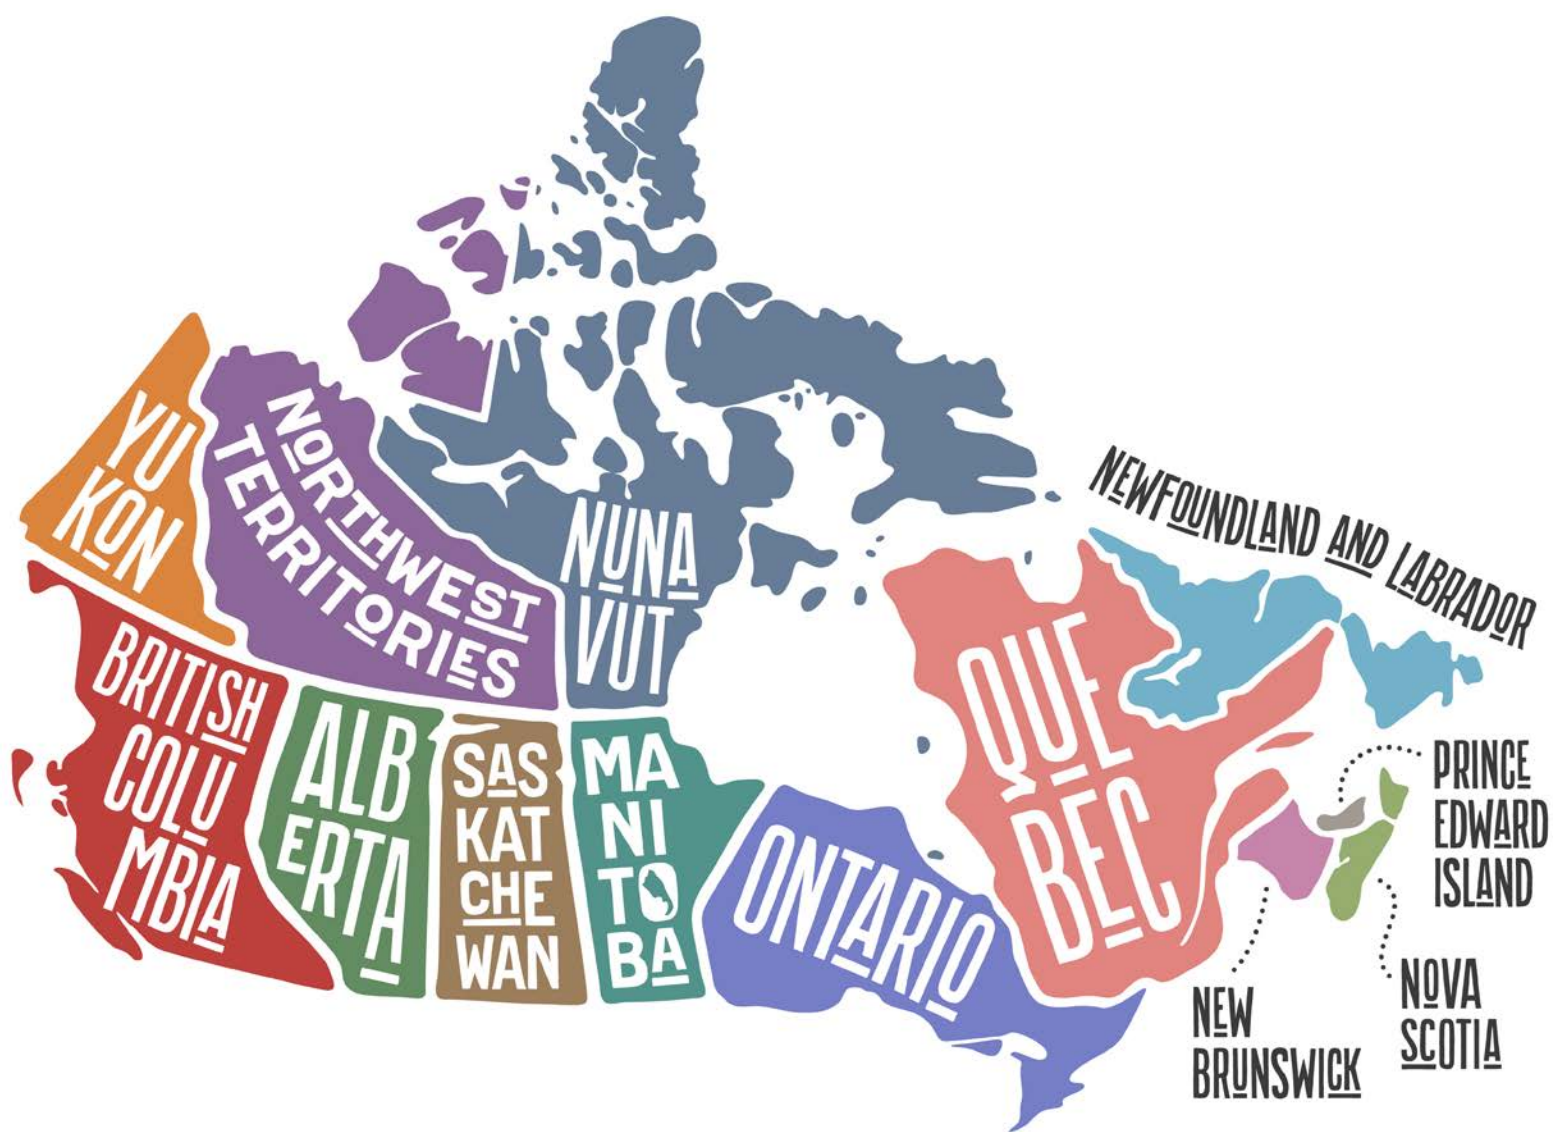 YU
KON
NORTHWEST
TERRITORIES
NUNA
VUT
BRITISH
COLU
MBIA
ALB
ERTA
SAS
KAT
CHE
WAN
MA
NI
TO
BA
ONTARIO
QUE
BEC
NEWFOUNDLAND AND LABRADOR
PRINCE
EDWARD
ISLAND
NOVA
SCOTIA
NEW
BRUNSWICK